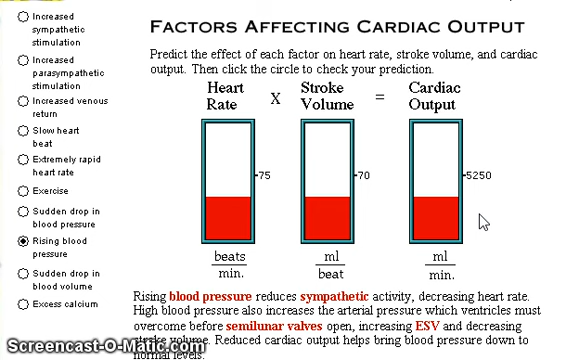 Increased
sympathetic
stimulation
Increased
parasympathetic
stimulation
Increased venous
return
Slow heart
beat
Extremely rapid
heart rate
Exercise
Sudden drop in
blood pressure
Rising blood
pressure
Sudden drop in
blood volume
Excess calcium
FACTORS AFFECTING CARDIAC OUTPUT
Predict the effect of each factor on heart rate, stroke volume, and cardiac
output. Then click the circle to check your prediction.
Heart Rate X Stroke Volume = Cardiac Output
75
70
5250
beats
min.
ml
beat
ml
min.
Rising blood pressure reduces sympathetic activity, decreasing heart rate.
High blood pressure also increases the arterial pressure which ventricles must
overcome before semilunar valves open, increasing ESV and decreasing
stroke volume. Reduced cardiac output helps bring blood pressure down to
normal levels.
Screencast-O-Matic.com